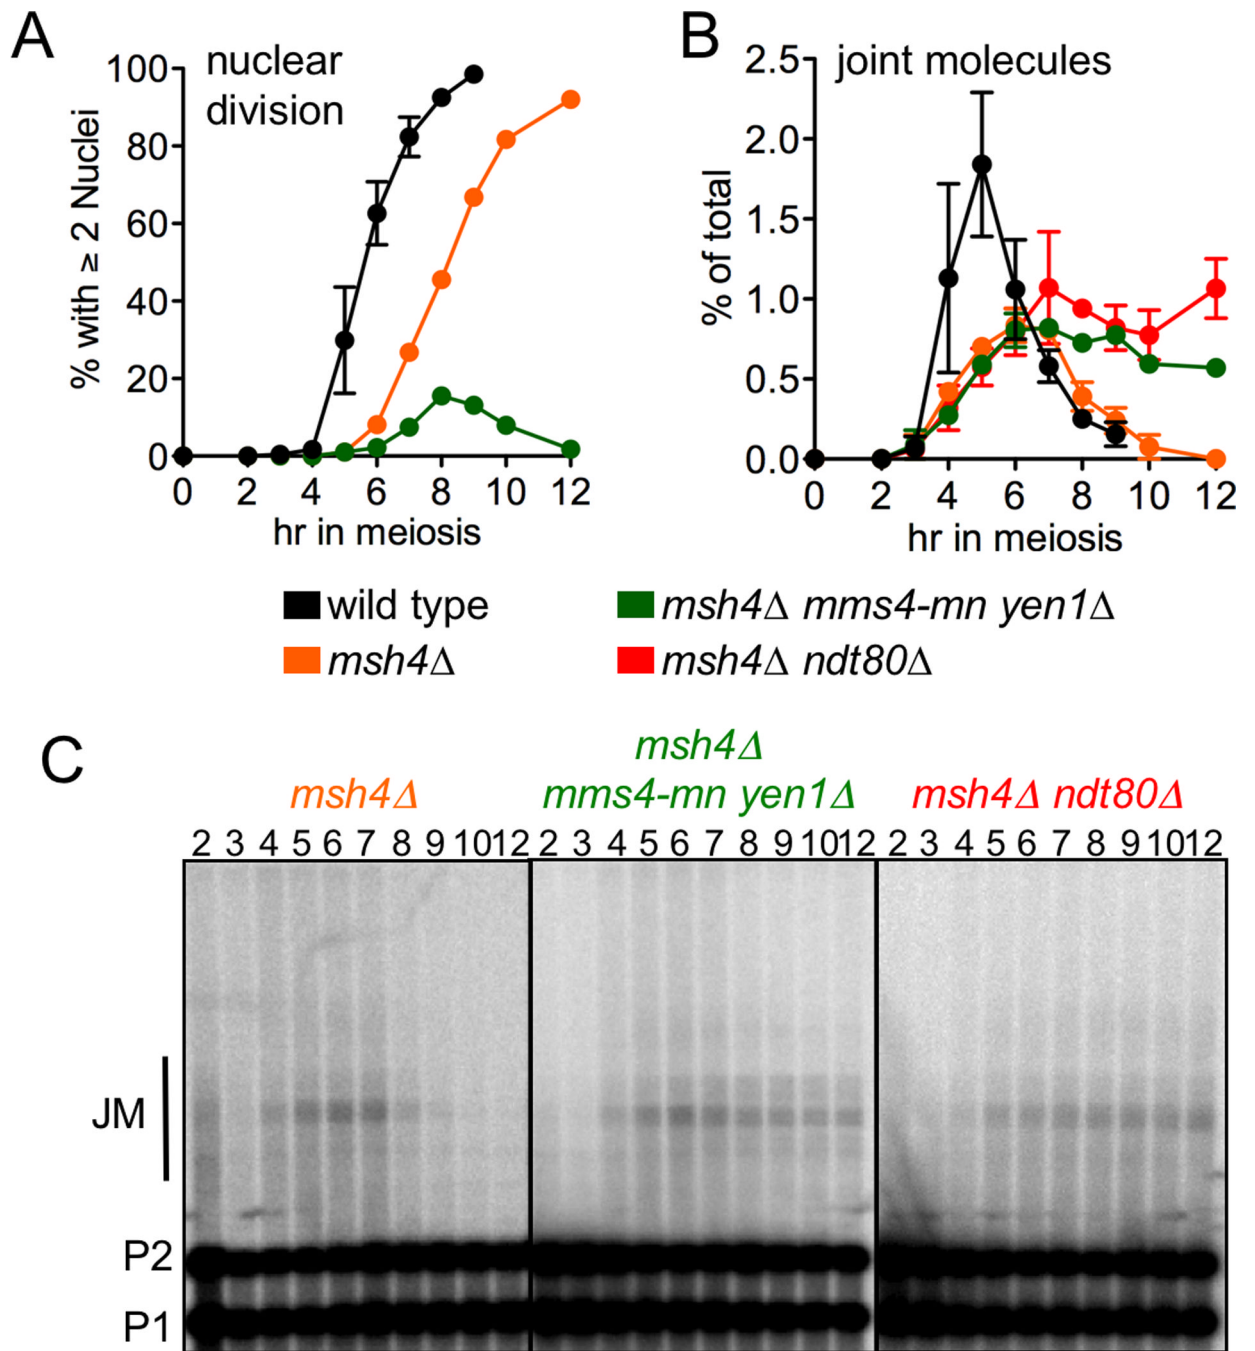 A
nuclear
division
% with ≥ 2 Nuclei
100
80
60
40
20
0
0 2 4 6 8 10 12
hr in meiosis
B
joint molecules
% of total
2.5
2.0
1.5
1.0
0.5
0.0
0 2 4 6 8 10 12
hr in meiosis
wild type
msh4Δ
msh4Δ mms4-mn yen1Δ
msh4Δ ndt80Δ
C
msh4Δ
msh4Δ
mms4-mn yen1Δ
msh4Δ ndt80Δ
2 3 4 5 6 7 8 9 10 12 2 3 4 5 6 7 8 9 10 12 2 3 4 5 6 7 8 9 10 12
JM
P2
P1